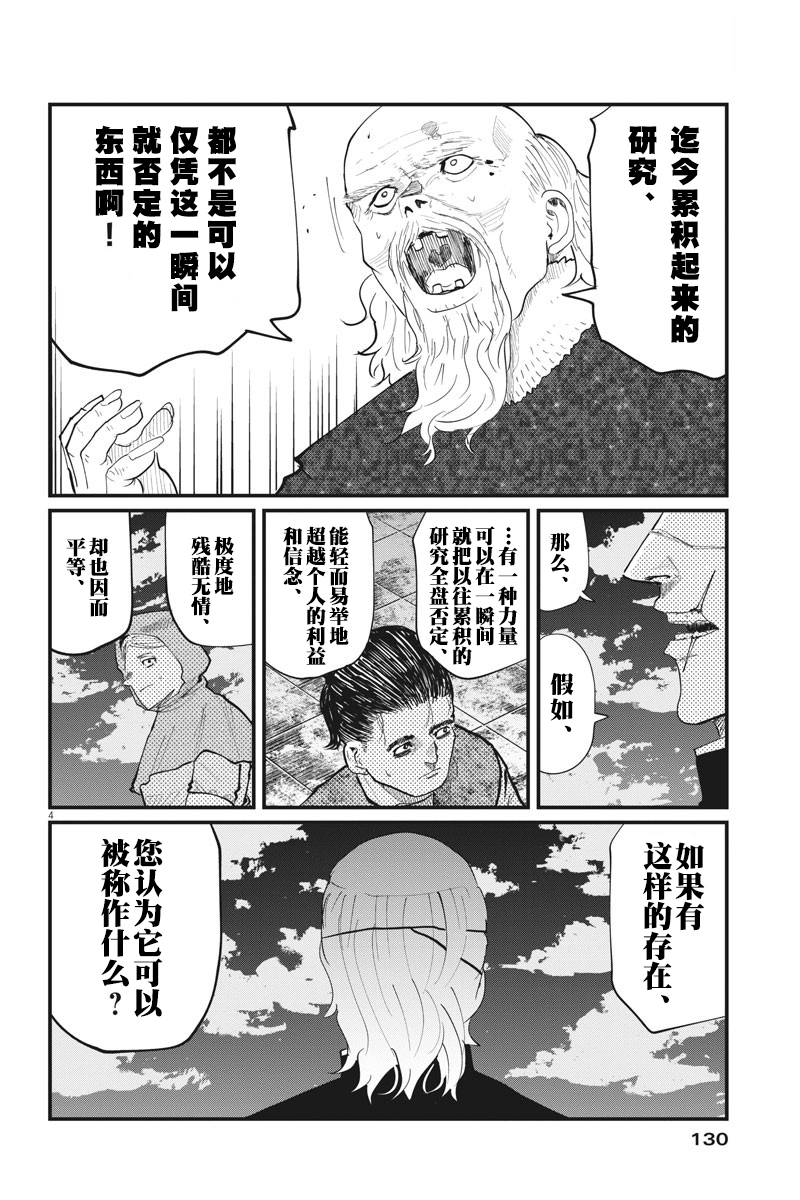 迄今累积起来的
研究、
都不是可以
仅凭这一瞬间
就否定的
东西啊！
那么、
假如、
…有一种力量
可以在一瞬间
就把以往累积的
研究全盘否定、
能轻而易举地
超越个人的利益
和信念、
极度地
残酷无情、
却也因而
平等、
4
如果有
这样的存在、
您认为它可以
被称作什么？
130